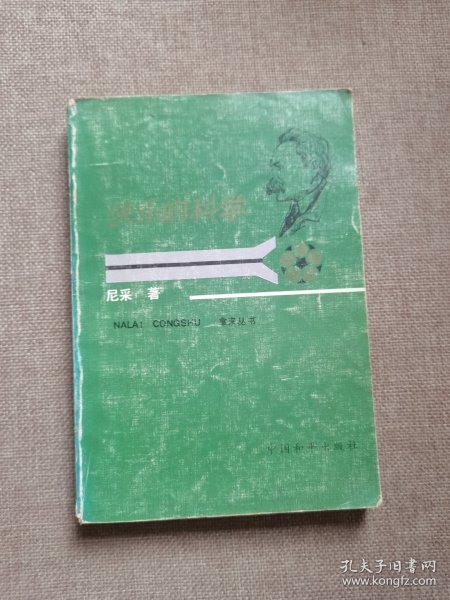 快乐的科学
尼采 著
NALAI CONGSHU 拿来丛书
中国和平出版社
孔夫子旧书网
www.kongfz.com